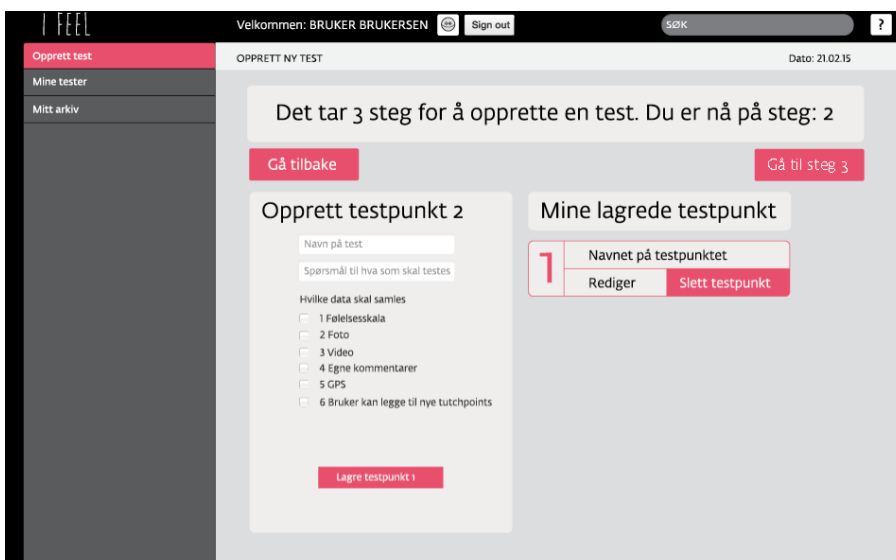 I FEEL
Velkommen: BRUKER BRUKERSEN
Sign out
SØK
?
Opprett test
Mine tester
Mitt arkiv
OPPRETT NY TEST
Dato: 21.02.15
Det tar 3 steg for å opprette en test. Du er nå på steg: 2
Gå tilbake
Gå til steg 3
Opprett testpunkt 2
Navn på test
Spørsmål til hva som skal testes
Hvilke data skal samles
1 Følelsesskala
2 Foto
3 Video
4 Egne kommentarer
5 GPS
6 Bruker kan legge til nye tutchpoints
Lagre testpunkt 1
Mine lagrede testpunkt
1
Navnet på testpunktet
Rediger
Slett testpunkt